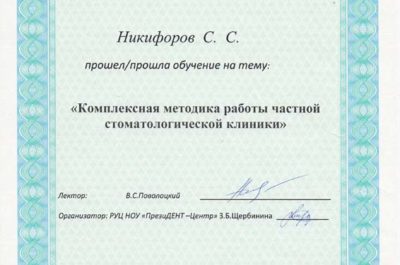 Никифоров С. С.
прошел/прошла обучение на тему:
«Комплексная методика работы частной
стоматологической клиники»
Лектор: В.С.Поволоцкий
Организатор: РУЦ НОУ «ПрезиДЕНТ –Центр» З.Б.Щербинина